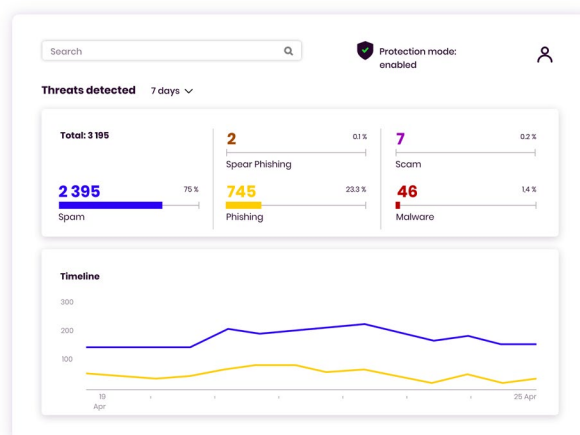 Search
Protection mode:
enabled
Threats detected
7 days
Total: 3 195
2
0.1 %
Spear Phishing
7
0.2 %
Scam
2 395
75 %
Spam
745
23.3 %
Phishing
46
1,4 %
Malware
Timeline
300
200
100
19
Apr
25 Apr